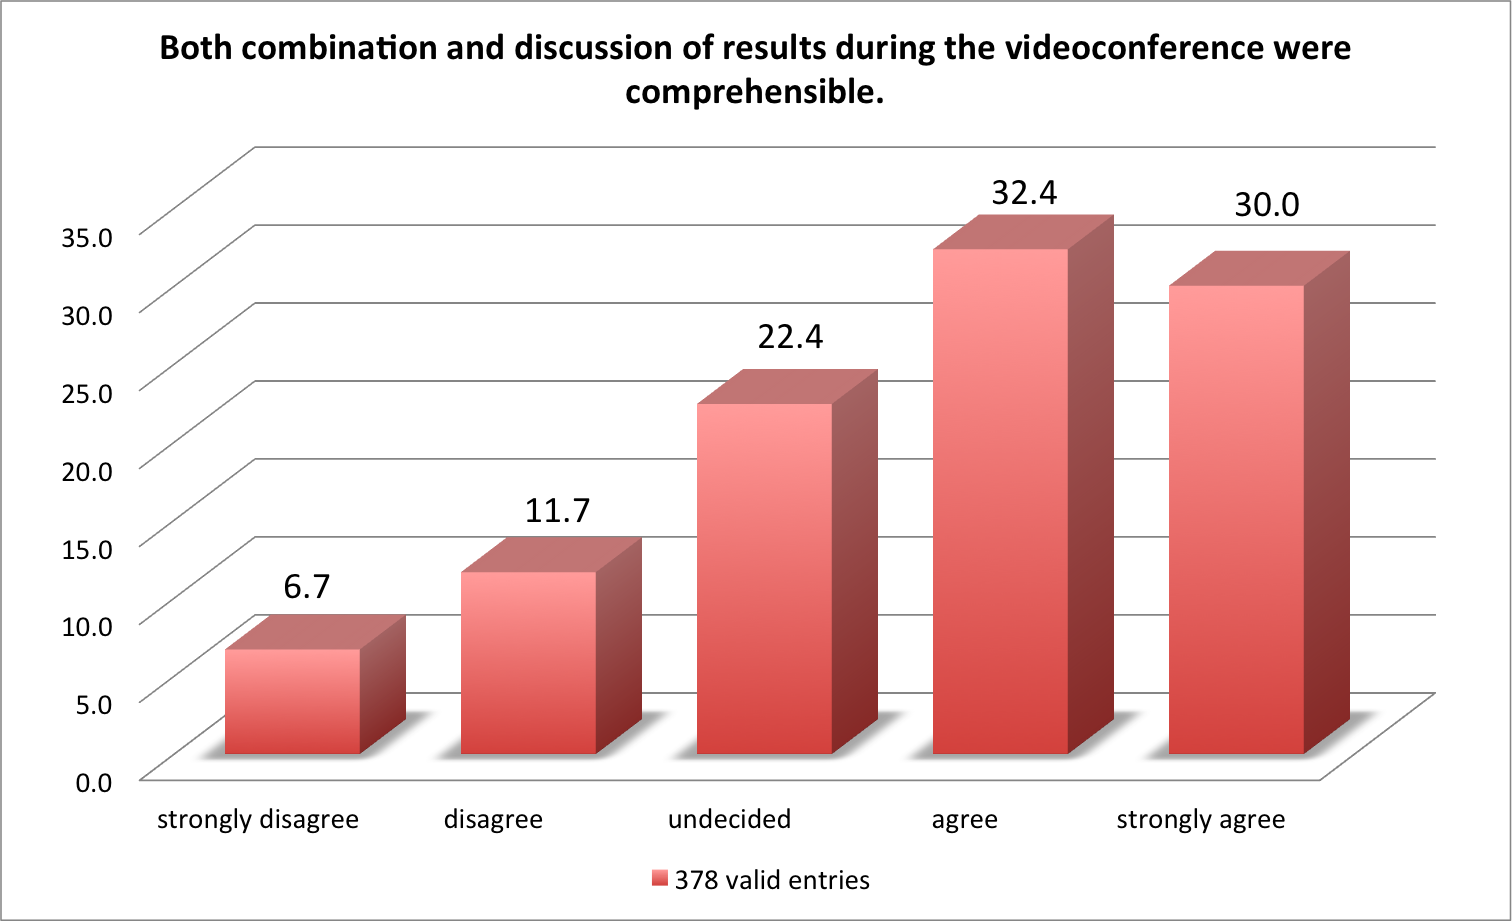 Both combination and discussion of results during the videoconference were
comprehensible.
35.0
30.0
25.0
20.0
15.0
10.0
5.0
0.0
6.7
11.7
22.4
32.4
30.0
strongly disagree
disagree
undecided
agree
strongly agree
378 valid entries